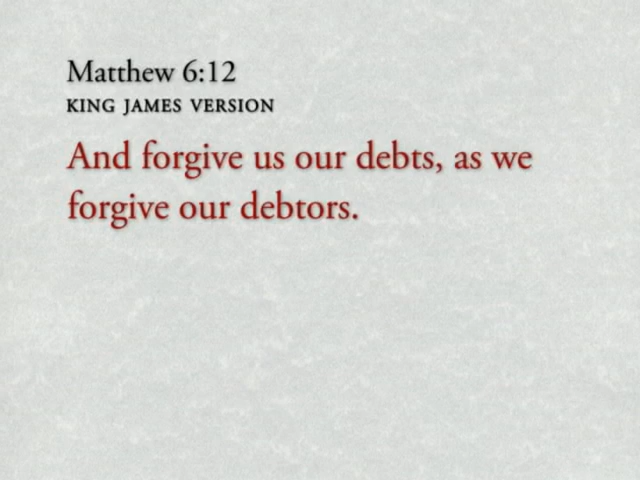 Matthew 6:12
KING JAMES VERSION
And forgive us our debts, as we
forgive our debtors.